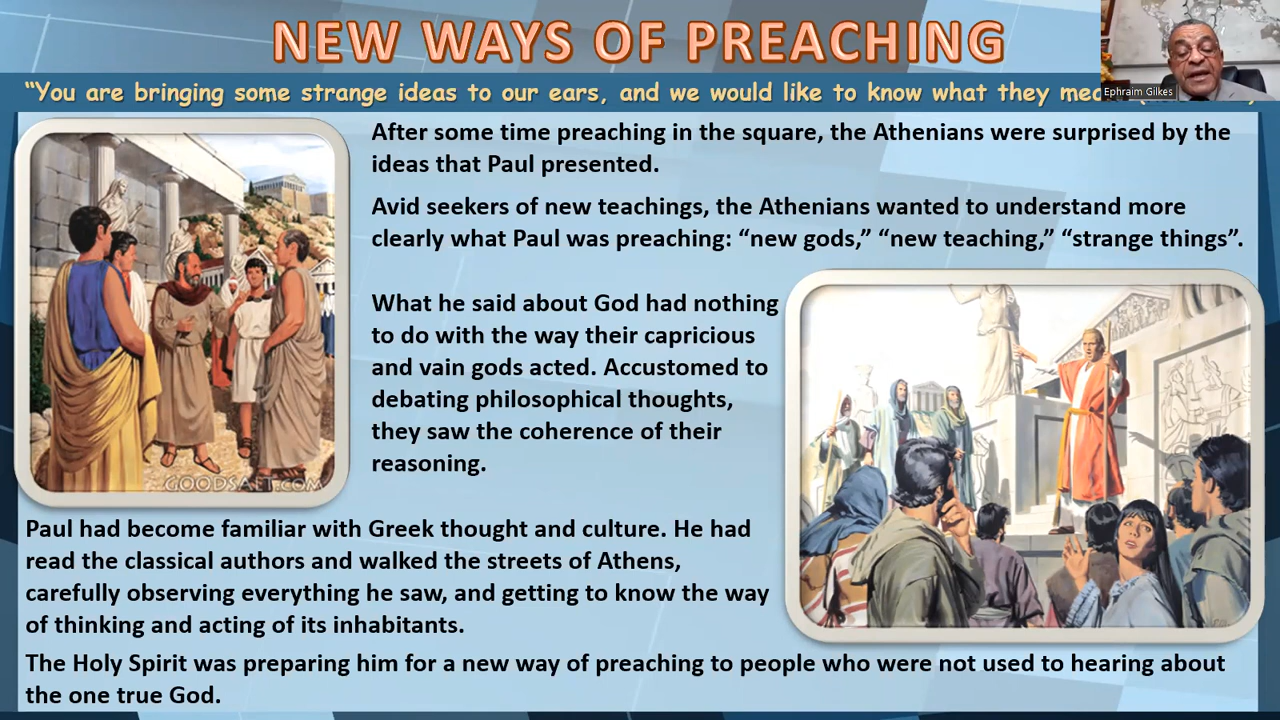 NEW WAYS OF PREACHING
“You are bringing some strange ideas to our ears, and we would like to know what they
Ephraim Gilkes
After some time preaching in the square, the Athenians were surprised by the
ideas that Paul presented.
Avid seekers of new teachings, the Athenians wanted to understand more
clearly what Paul was preaching: “new gods,” “new teaching,” “strange things”.
What he said about God had nothing
to do with the way their capricious
and vain gods acted. Accustomed to
debating philosophical thoughts,
they saw the coherence of their
reasoning.
GOODSALT.COM
Paul had become familiar with Greek thought and culture. He had
read the classical authors and walked the streets of Athens,
carefully observing everything he saw, and getting to know the way
of thinking and acting of its inhabitants.
The Holy Spirit was preparing him for a new way of preaching to people who were not used to hearing about
the one true God.